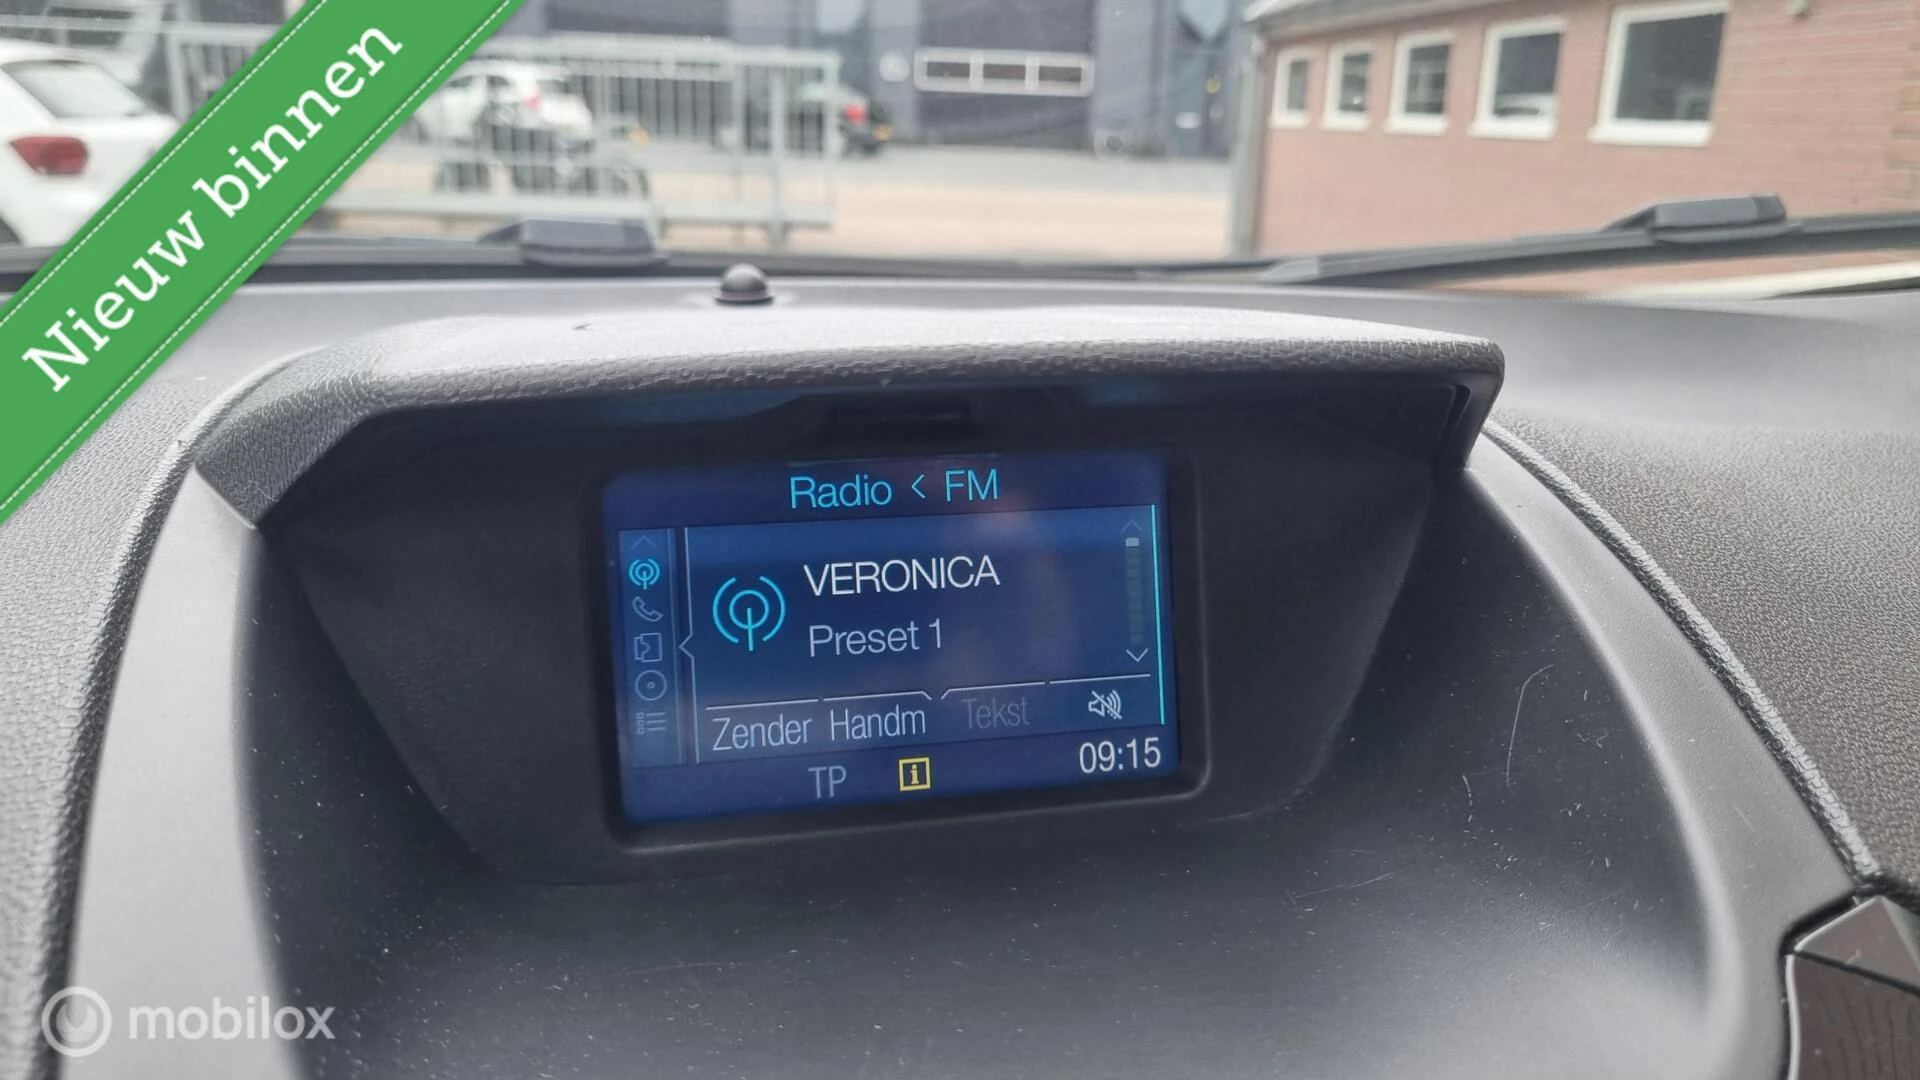 Nieuw binnen
Radio < FM
VERONICA
Preset 1
Zender Handm Tekst
TP i 09:15
mobilox